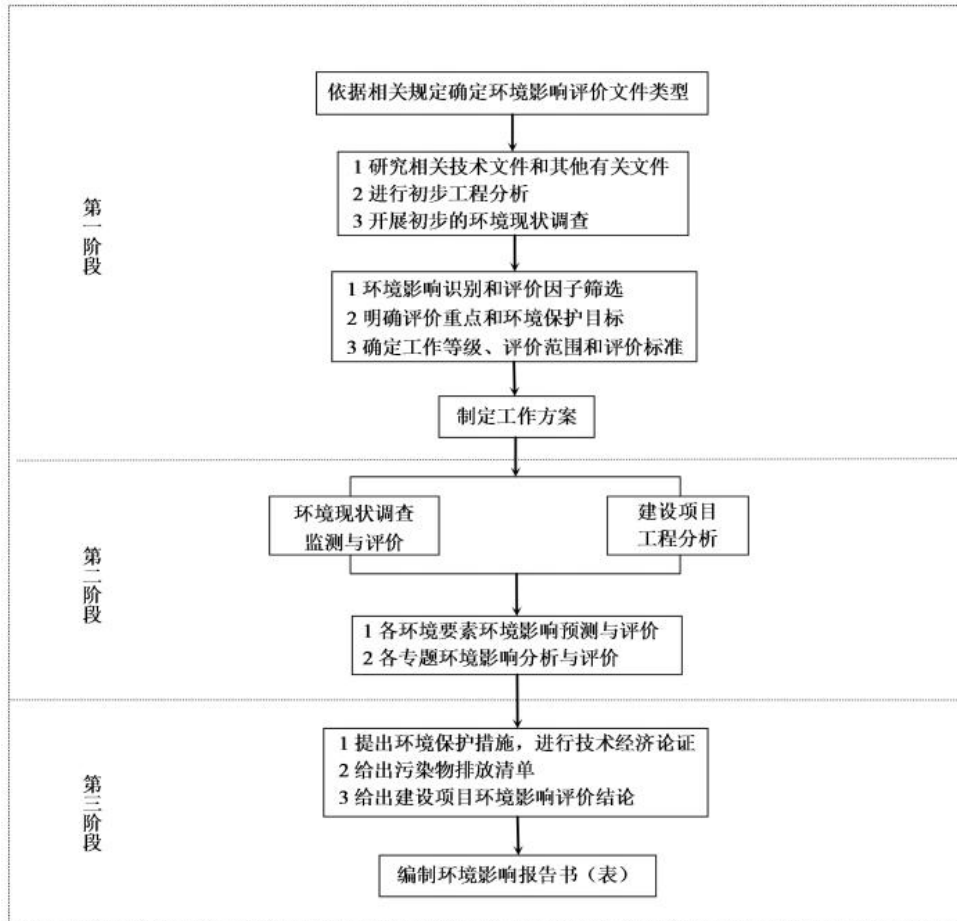 依据相关规定确定环境影响评价文件类型
第一阶段
1 研究相关技术文件和其他有关文件
2 进行初步工程分析
3 开展初步的环境现状调查
1 环境影响识别和评价因子筛选
2 明确评价重点和环境保护目标
3 确定工作等级、评价范围和评价标准
制定工作方案
第二阶段
环境现状调查
监测与评价
建设项目
工程分析
1 各环境要素环境影响预测与评价
2 各专题环境影响分析与评价
第三阶段
1 提出环境保护措施，进行技术经济论证
2 给出污染物排放清单
3 给出建设项目环境影响评价结论
编制环境影响报告书（表）